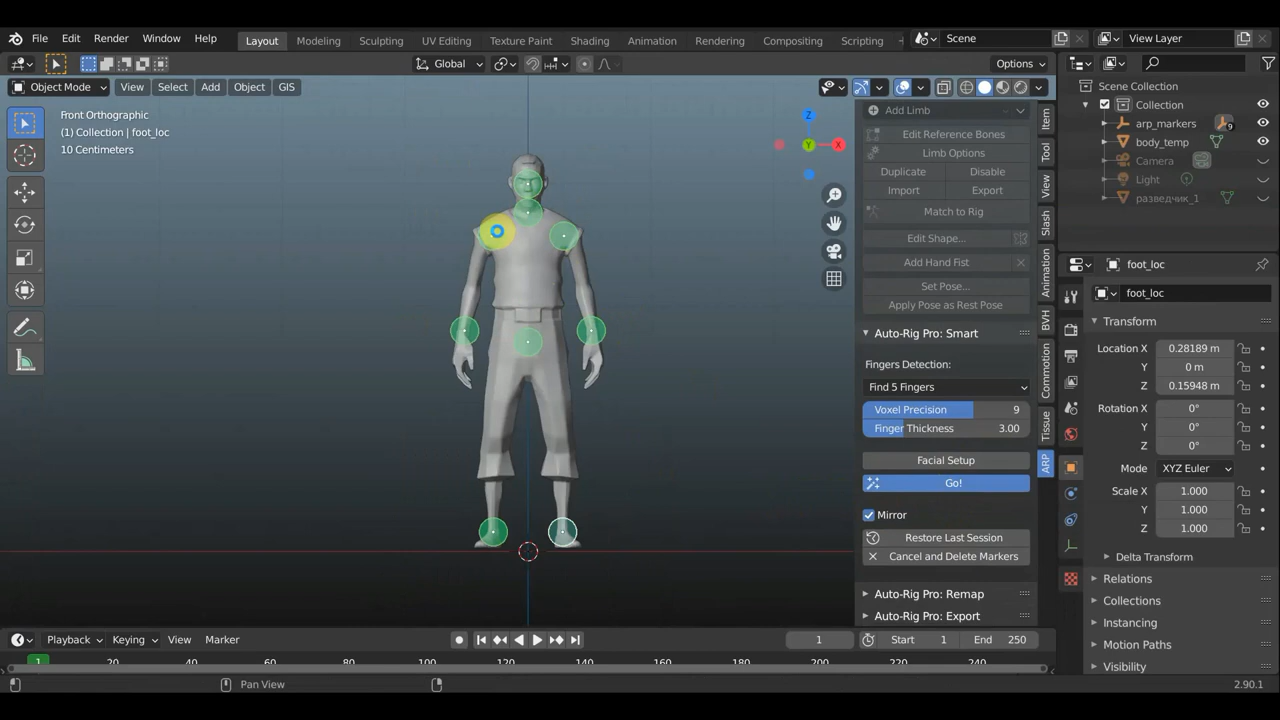 File Edit Render Window Help Layout Modeling Sculpting UV Editing Texture Paint Shading Animation Rendering Compositing Scripting Scene View Layer
Global Options
Object Mode View Select Add Object GIS
Front Orthographic
(1) Collection | foot_loc
10 Centimeters
Z
X
Y
Add Limb
Edit Reference Bones
Limb Options
Duplicate Disable
Import Export
Match to Rig
Edit Shape...
Add Hand Fist
Set Pose...
Apply Pose as Rest Pose
Auto-Rig Pro: Smart
Fingers Detection:
Find 5 Fingers
Voxel Precision 9
Finger Thickness 3.00
Facial Setup
Go!
Mirror
Restore Last Session
Cancel and Delete Markers
Auto-Rig Pro: Remap
Auto-Rig Pro: Export
Item
Tool
View
Slash
Animation
BVH
Commotion
Tissue
ARP
Scene Collection
Collection
arp_markers 9
body_temp
Camera
Light
разведчик_1
foot_loc
foot_loc
Transform
Location X 0.28189 m
Y 0 m
Z 0.15948 m
Rotation X 0°
Y 0°
Z 0°
Mode XYZ Euler
Scale X 1.000
Y 1.000
Z 1.000
Delta Transform
Relations
Collections
Instancing
Motion Paths
Visibility
Playback Keying View Marker 1 Start 1 End 250
1 20 40 60 80 100 120 140 160 180 200 220 240
Pan View 2.90.1